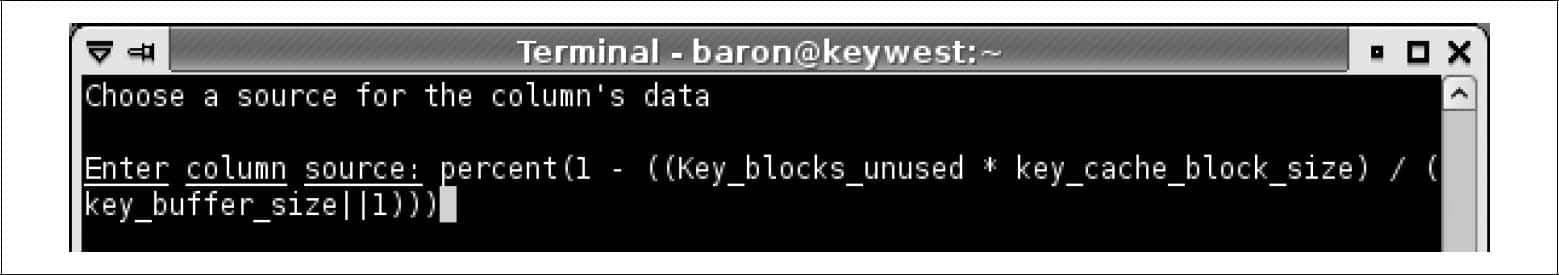 Terminal - baron@keywest:~
Choose a source for the column's data
Enter column source: percent(1 - ((Key_blocks_unused * key_cache_block_size) / (
key_buffer_size||1)))